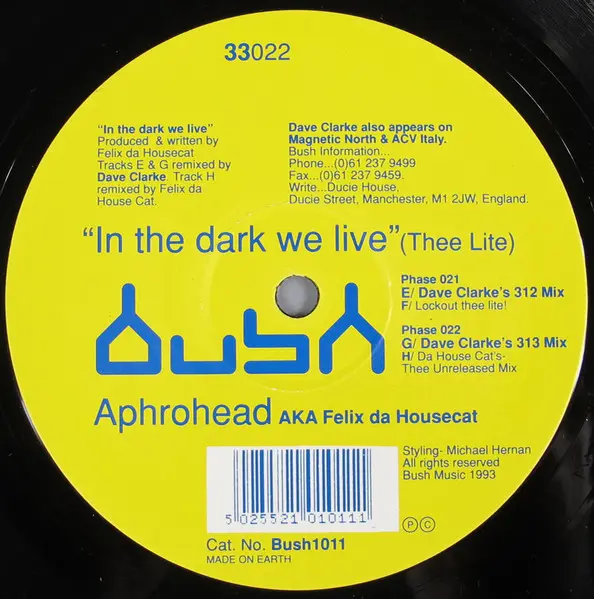 33022
“In the dark we live”
Produced & written by
Felix da Housecat
Tracks E & G remixed by
Dave Clarke. Track H
remixed by Felix da
House Cat.
Dave Clarke also appears on
Magnetic North & ACV Italy.
Bush Information...
Phone...(0)61 237 9499
Fax...(0)61 237 9459.
Write...Ducie House,
Ducie Street, Manchester, M1 2JW, England.
“In the dark we live”(Thee Lite)
bush
Phase 021
E/ Dave Clarke's 312 Mix
F/ Lockout thee lite!
Phase 022
G/ Dave Clarke's 313 Mix
H/ Da House Cat's-
Thee Unreleased Mix
Aphrohead AKA Felix da Housecat
Styling- Michael Hernan
All rights reserved
Bush Music 1993
5 025521 010111
Ⓟ Ⓒ
Cat. No. Bush1011
MADE ON EARTH